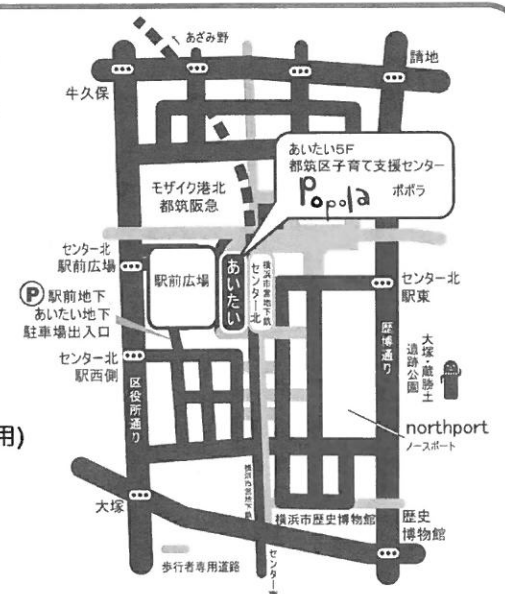 あざみ野
牛久保
請地
あいたい5F
都筑区子育て支援センター
Popola ポポラ
モザイク港北
都筑阪急
センター北
駅前広場
駅前広場
あいたい
横浜市営地下鉄
センター北
センター北
駅東
P 駅前地下
あいたい地下
駐車場出入口
センター北
駅西側
区役所通り
歴博通り
大塚・歳勝土
遺跡公園
northport
ノースポート
用)
大塚
横浜市営地下鉄
横浜市歴史博物館
歴史
博物館
歩行者専用道路
センター